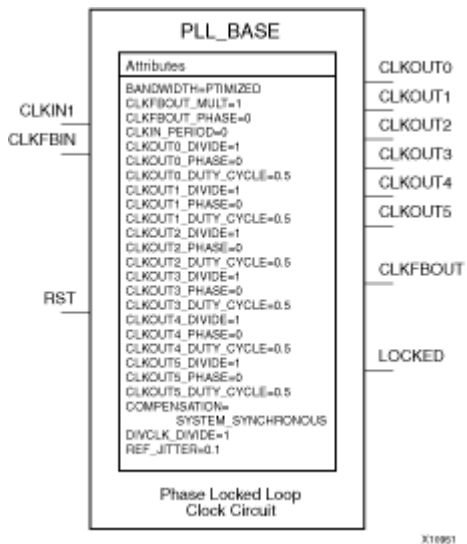 PLL_BASE
Attributes
BANDWIDTH=PTIMIZED
CLKFBOUT_MULT=1
CLKFBOUT_PHASE=0
CLKIN_PERIOD=0
CLKOUT0_DIVIDE=1
CLKOUT0_PHASE=0
CLKOUT0_DUTY_CYCLE=0.5
CLKOUT1_DIVIDE=1
CLKOUT1_PHASE=0
CLKOUT1_DUTY_CYCLE=0.5
CLKOUT2_DIVIDE=1
CLKOUT2_PHASE=0
CLKOUT2_DUTY_CYCLE=0.5
CLKOUT3_DIVIDE=1
CLKOUT3_PHASE=0
CLKOUT3_DUTY_CYCLE=0.5
CLKOUT4_DIVIDE=1
CLKOUT4_PHASE=0
CLKOUT4_DUTY_CYCLE=0.5
CLKOUT5_DIVIDE=1
CLKOUT5_PHASE=0
CLKOUT5_DUTY_CYCLE=0.5
COMPENSATION=
SYSTEM_SYNCHRONOUS
DIVCLK_DIVIDE=1
REF_JITTER=0.1
CLKIN1
CLKFBIN
RST
CLKOUT0
CLKOUT1
CLKOUT2
CLKOUT3
CLKOUT4
CLKOUT5
CLKFBOUT
LOCKED
Phase Locked Loop
Clock Circuit
X10951